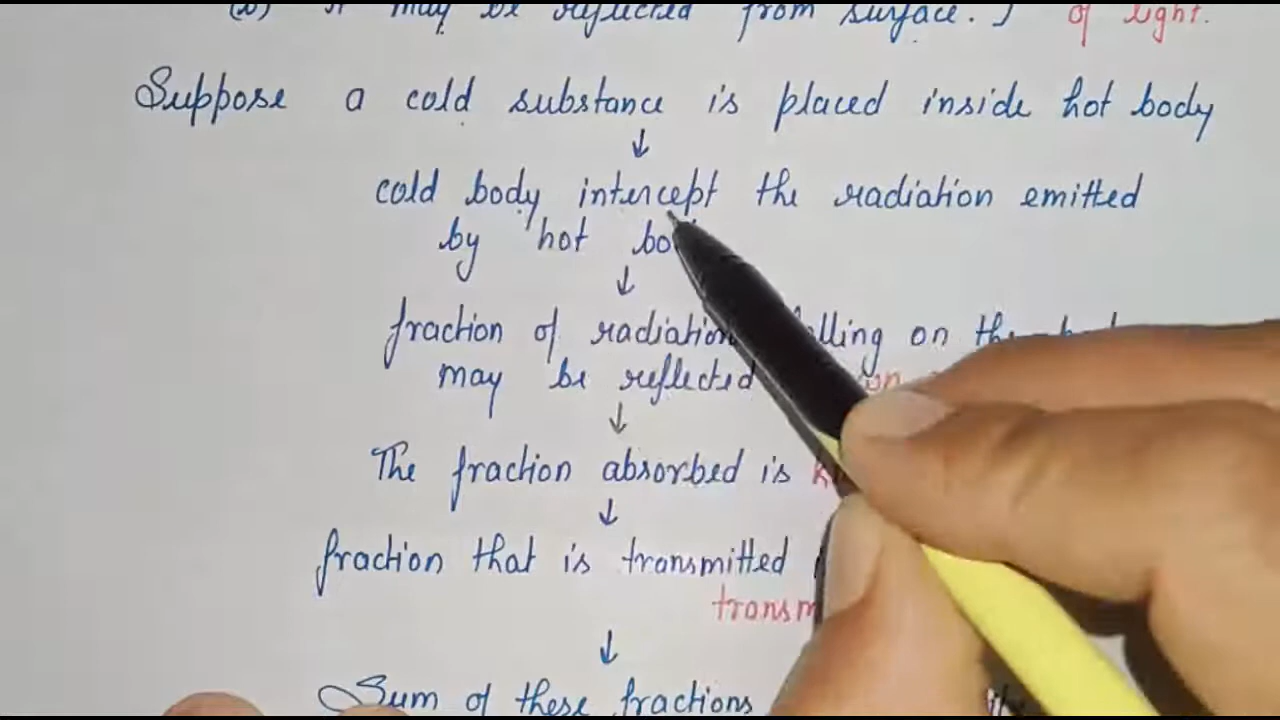 (2) It may be reflected from surface. } of light.
Suppose a cold substance is placed inside hot body
↓
cold body intercept the radiation emitted
by hot
↓
fraction of radiation falling on the
may be reflected
↓
The fraction absorbed is
↓
fraction that is transmitted
↓
Sum of these fractions